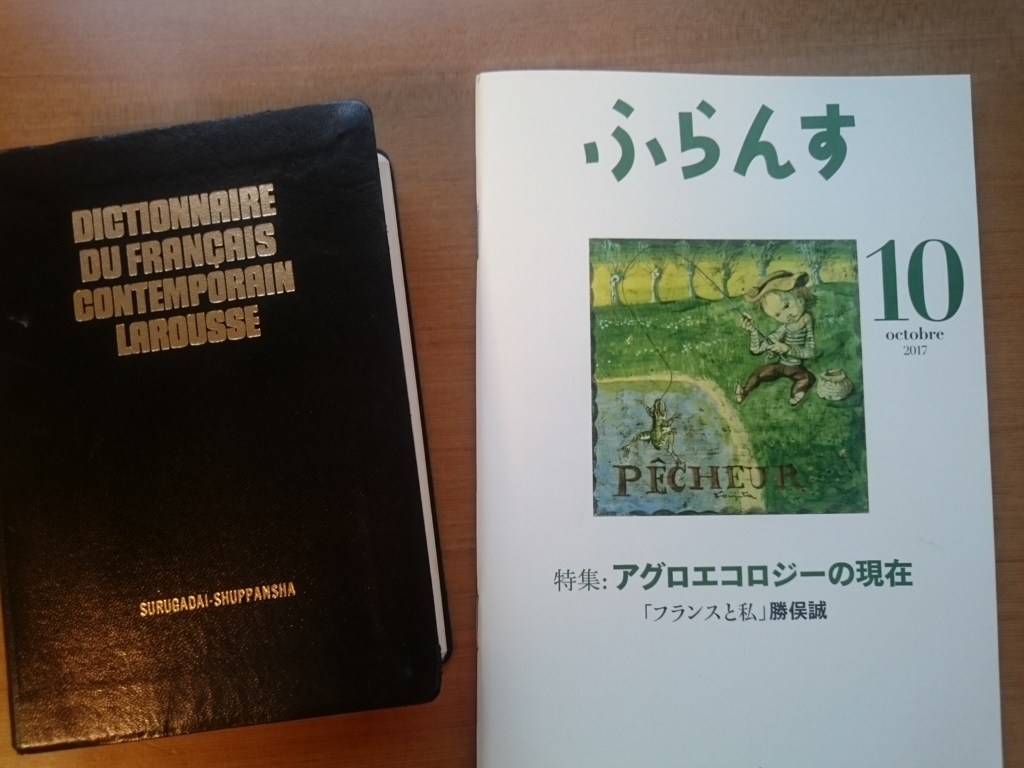 DICTIONNAIRE
DU FRANÇAIS
CONTEMPORAIN
LAROUSSE
SURUGADAI-SHUPPANSHA
ふらんす
10
octobre
2017
PÊCHEUR
特集: アグロエコロジーの現在
「フランスと私」勝俣誠